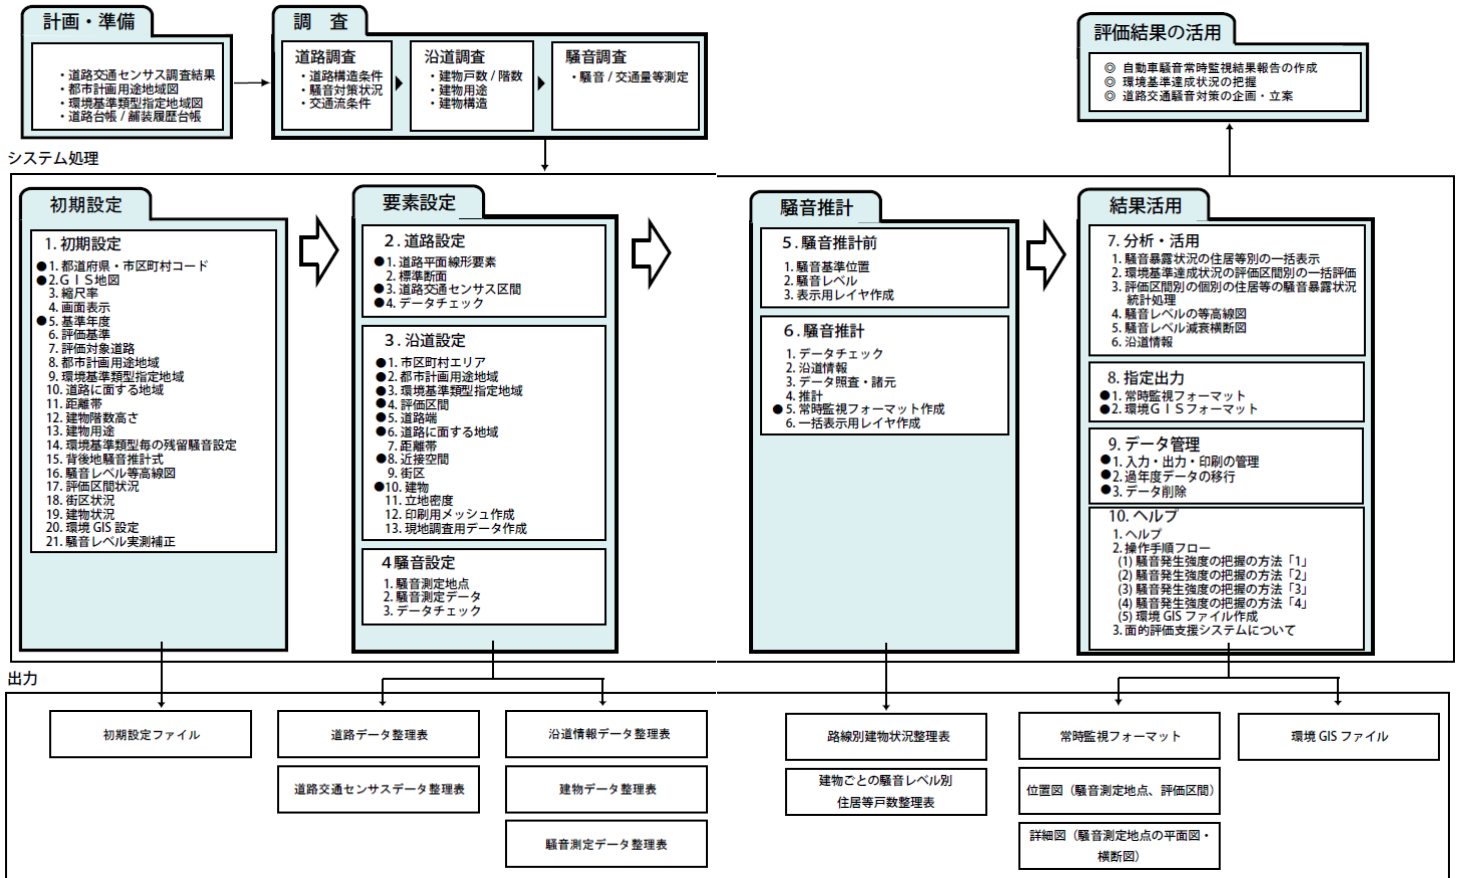 計画・準備
・道路交通センサス調査結果
・都市計画用途地域図
・環境基準類型指定地域図
・道路台帳 / 舗装履歴台帳
調　査
道路調査
・道路構造条件
・騒音対策状況
・交通流条件
沿道調査
・建物戸数 / 階数
・建物用途
・建物構造
騒音調査
・騒音 / 交通量等測定
評価結果の活用
◎ 自動車騒音常時監視結果報告の作成
◎ 環境基準達成状況の把握
◎ 道路交通騒音対策の企画・立案
システム処理
初期設定
1. 初期設定
●1. 都道府県・市区町村コード
●2.ＧＩＳ地図
3. 縮尺率
4. 画面表示
●5. 基準年度
6. 評価基準
7. 評価対象道路
8. 都市計画用途地域
9. 環境基準類型指定地域
10. 道路に面する地域
11. 距離帯
12. 建物階数高さ
13. 建物用途
14. 環境基準類型毎の残留騒音設定
15. 背後地騒音推計式
16. 騒音レベル等高線図
17. 評価区間状況
18. 街区状況
19. 建物状況
20. 環境 GIS 設定
21. 騒音レベル実測補正
要素設定
２. 道路設定
●1. 道路平面線形要素
2. 標準断面
●3. 道路交通センサス区間
●4. データチェック
３. 沿道設定
●1. 市区町村エリア
●2. 都市計画用途地域
●3. 環境基準類型指定地域
●4. 評価区間
●5. 道路端
●6. 道路に面する地域
7. 距離帯
●8. 近接空間
9. 街区
●10. 建物
11. 立地密度
12. 印刷用メッシュ作成
13. 現地調査用データ作成
４騒音設定
1. 騒音測定地点
2. 騒音測定データ
3. データチェック
騒音推計
５. 騒音推計前
1. 騒音基準位置
2. 騒音レベル
3. 表示用レイヤ作成
６. 騒音推計
1. データチェック
2. 沿道情報
3. データ照査・諸元
4. 推計
●5. 常時監視フォーマット作成
6. 一括表示用レイヤ作成
結果活用
7. 分析・活用
1. 騒音暴露状況の住居等別の一括表示
2. 環境基準達成状況の評価区間別の一括評価
3. 評価区間別の個別の住居等の騒音暴露状況
統計処理
4. 騒音レベルの等高線図
5. 騒音レベル減衰横断図
6. 沿道情報
8. 指定出力
●1. 常時監視フォーマット
●2. 環境ＧＩＳフォーマット
9. データ管理
●1. 入力・出力・印刷の管理
●2. 過年度データの移行
●3. データ削除
10. ヘルプ
1. ヘルプ
2. 操作手順フロー
(1) 騒音発生強度の把握の方法「1」
(2) 騒音発生強度の把握の方法「2」
(3) 騒音発生強度の把握の方法「3」
(4) 騒音発生強度の把握の方法「4」
(5) 環境 GIS ファイル作成
3. 面的評価支援システムについて
出力
初期設定ファイル
道路データ整理表
道路交通センサスデータ整理表
沿道情報データ整理表
建物データ整理表
騒音測定データ整理表
路線別建物状況整理表
建物ごとの騒音レベル別
住居等戸数整理表
常時監視フォーマット
位置図（騒音測定地点、評価区間）
詳細図（騒音測定地点の平面図・
横断図）
環境 GIS ファイル